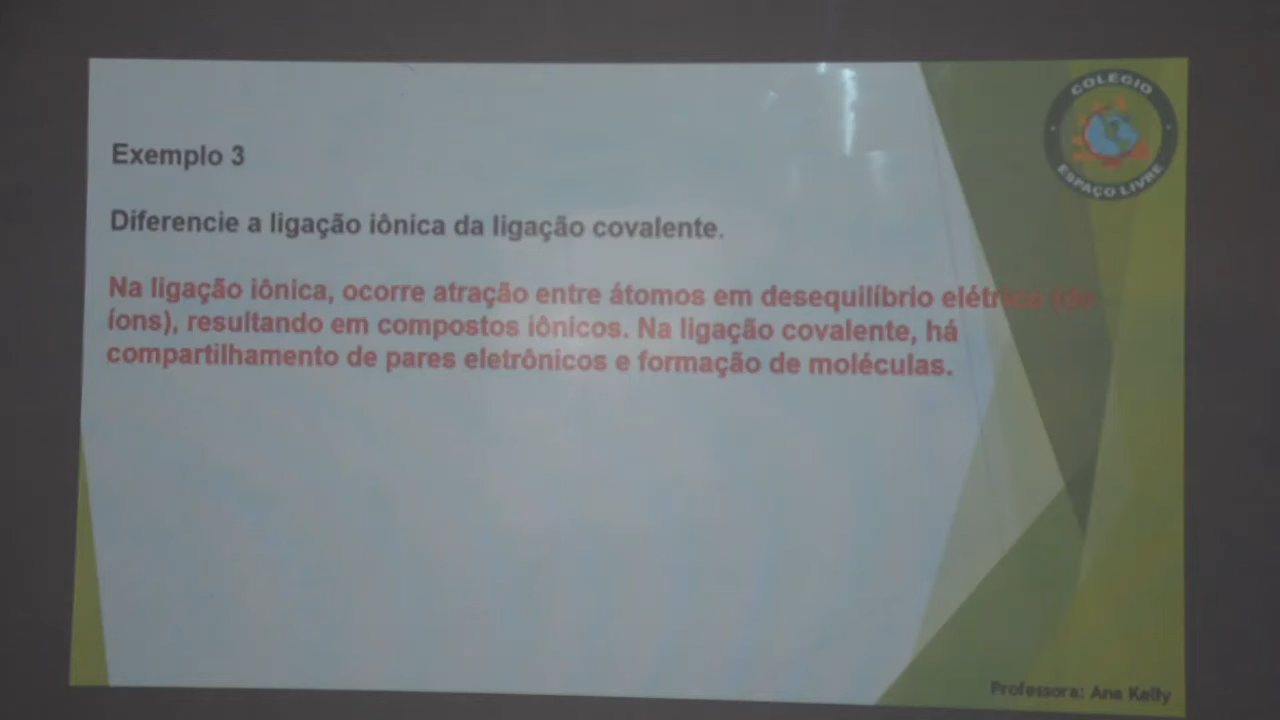 COLÉGIO
ESPAÇO LIVRE
Exemplo 3
Diferencie a ligação iônica da ligação covalente.
Na ligação iônica, ocorre atração entre átomos em desequilíbrio elétrico (de
íons), resultando em compostos iônicos. Na ligação covalente, há
compartilhamento de pares eletrônicos e formação de moléculas.
Professora: Ana Kelly